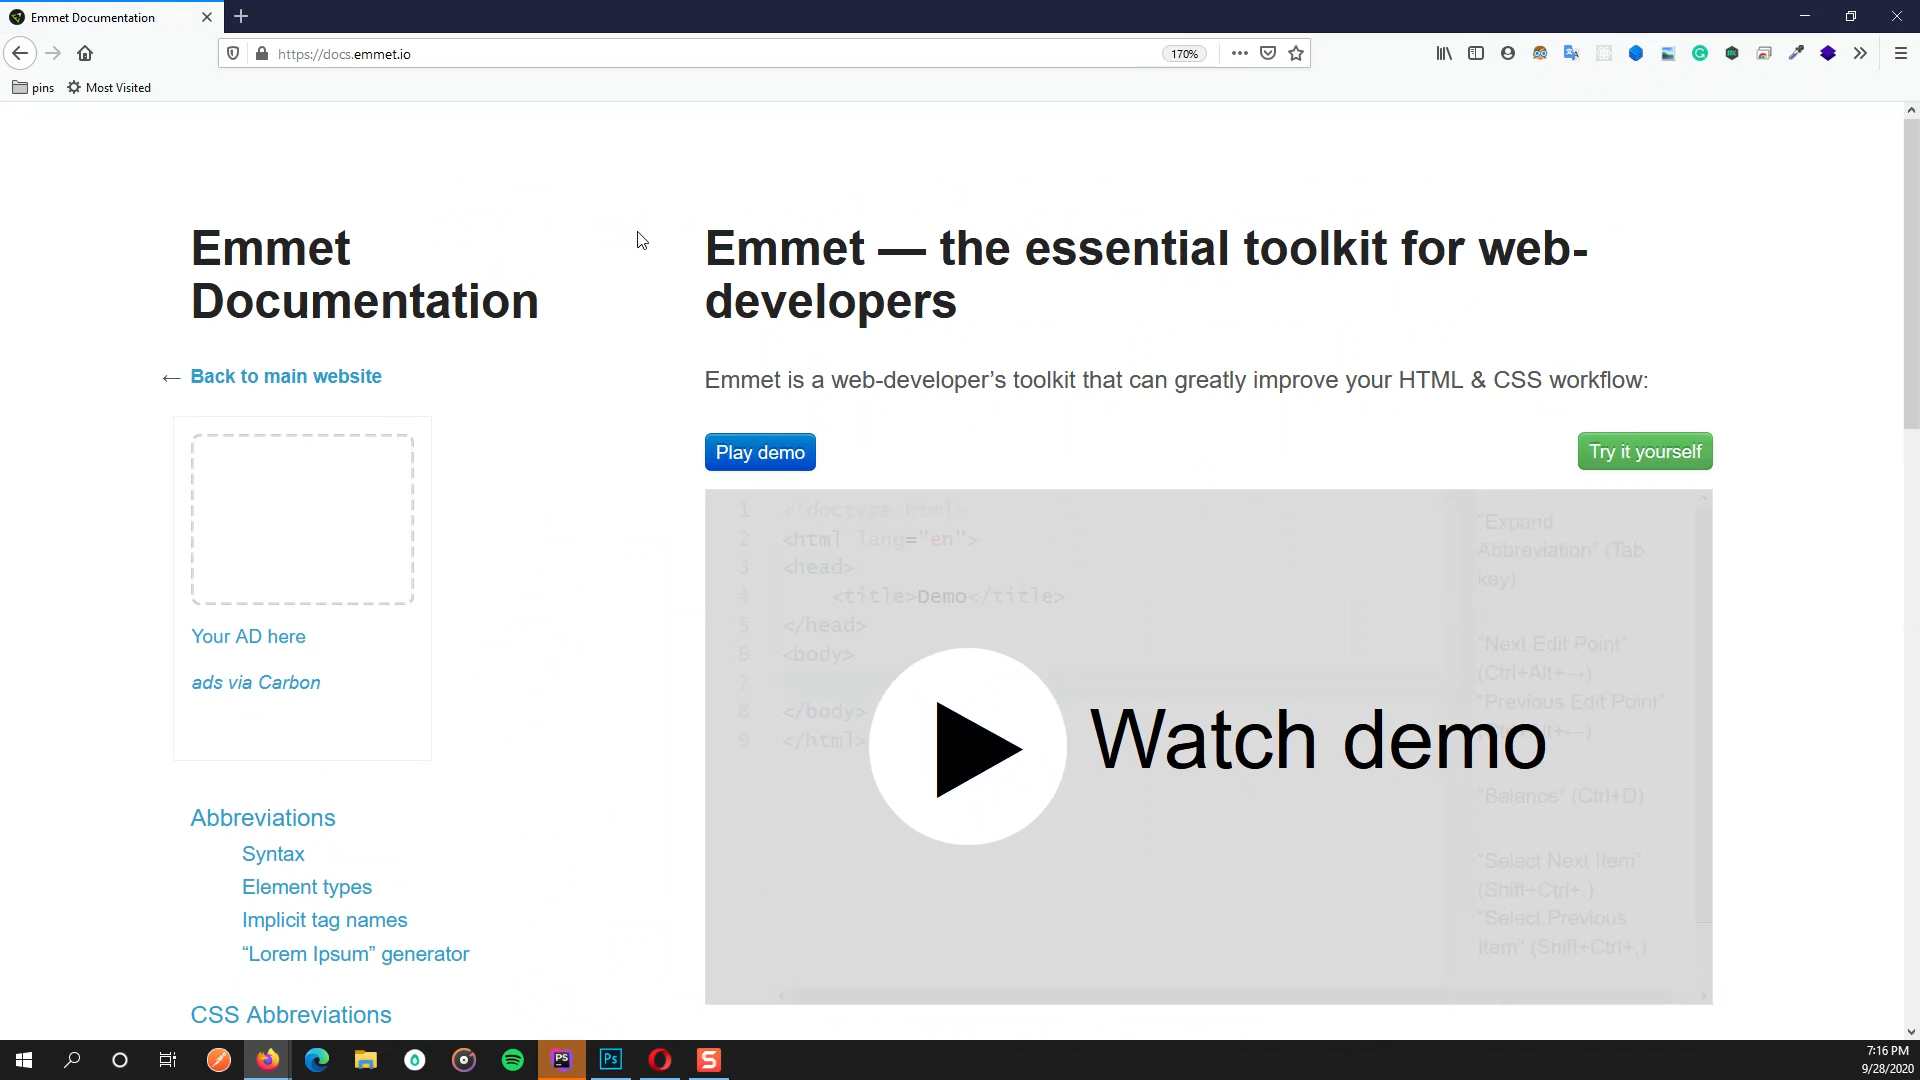 Emmet Documentation
https://docs.emmet.io
170%
pins
Most Visited
Emmet
Documentation
← Back to main website
Your AD here
ads via Carbon
Abbreviations
Syntax
Element types
Implicit tag names
“Lorem Ipsum” generator
CSS Abbreviations
Emmet — the essential toolkit for web-
developers
Emmet is a web-developer’s toolkit that can greatly improve your HTML & CSS workflow:
Play demo
Try it yourself
1 <!doctype html>
2 <html lang="en">
3 <head>
4 <title>Demo</title>
5 </head>
6 <body>
7
8 </body>
9 </html>
Watch demo
“Expand
Abbreviation” (Tab
key)
“Next Edit Point”
(Ctrl+Alt+→)
“Previous Edit Point”
“Balance” (Ctrl+D)
“Select Next Item”
(Shift+Ctrl+.)
“Select Previous
Item” (Shift+Ctrl+,)
PS
Ps
S
7:16 PM
9/28/2020